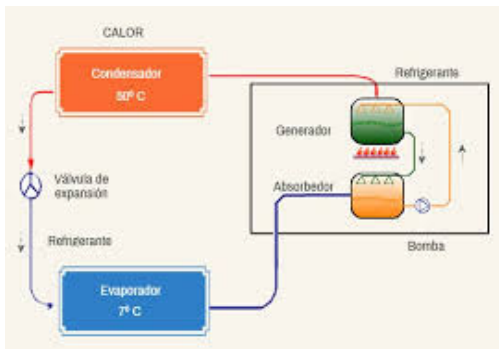 CALOR
Condensador
50º C
Refrigerante
Generador
Absorbedor
Válvula de
expansión
Refrigerante
Bomba
Evaporador
7º C